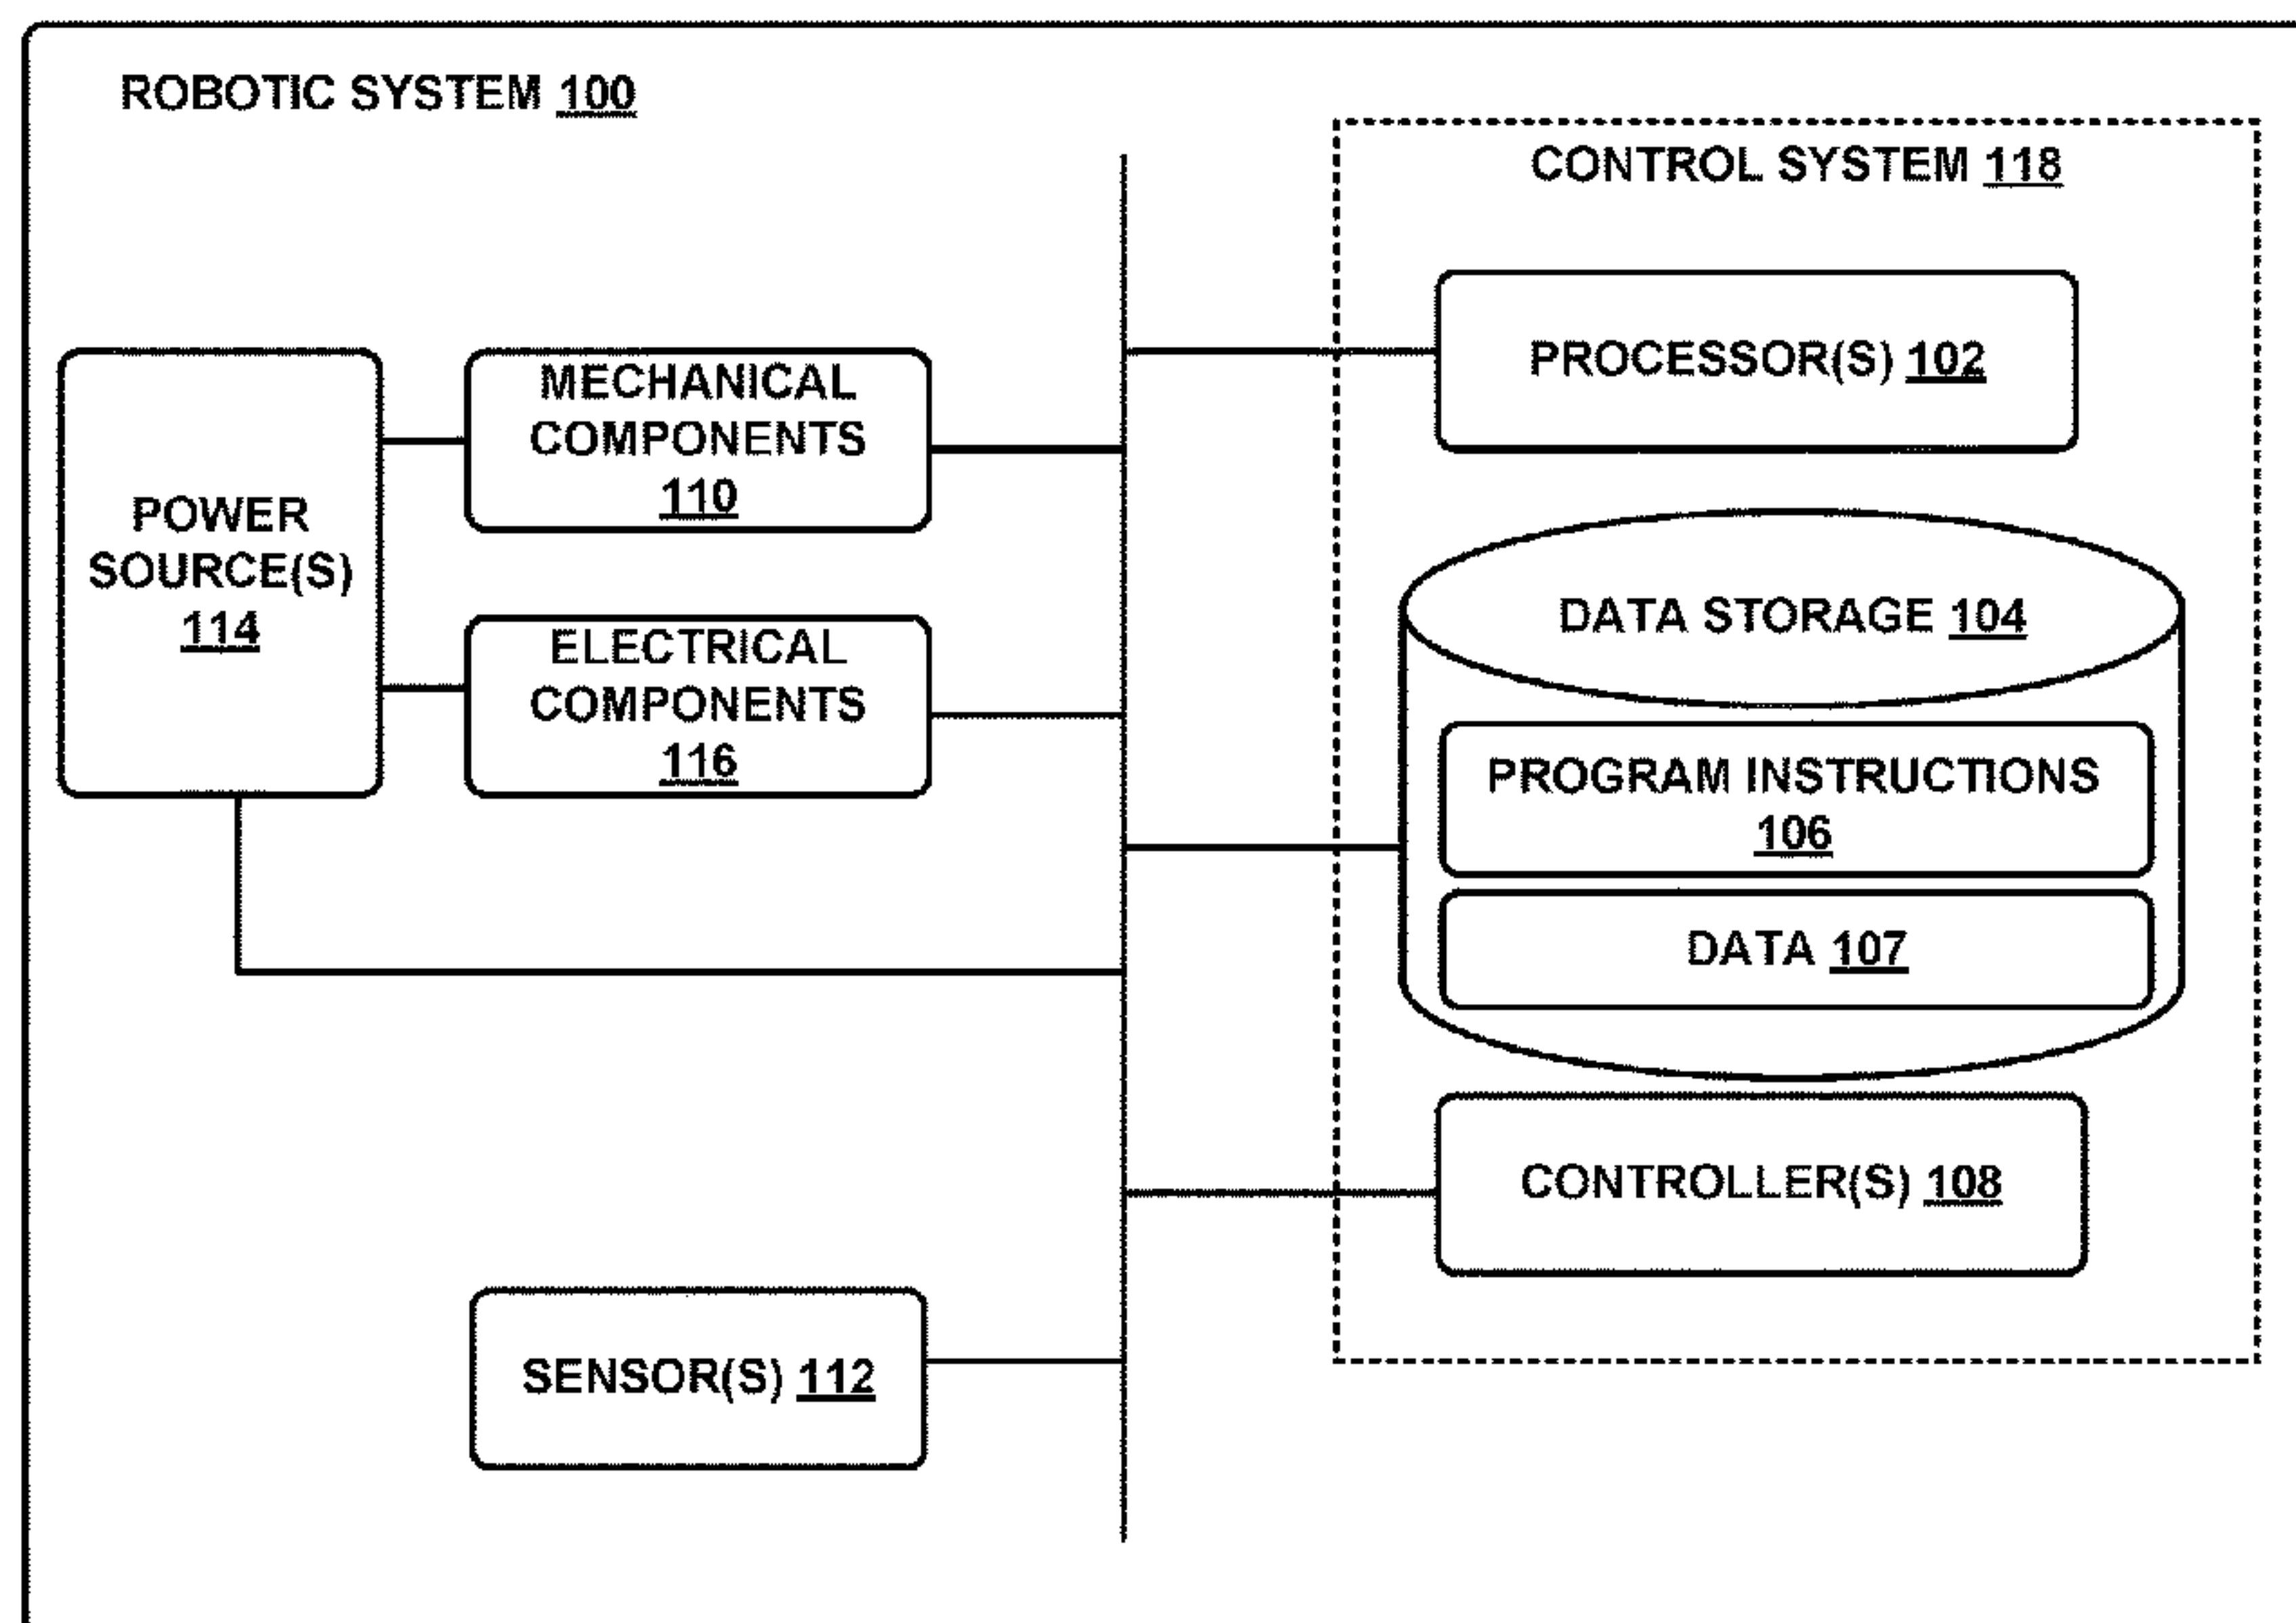 ROBOTIC SYSTEM 100
CONTROL SYSTEM 118
PROCESSOR(S) 102
MECHANICAL
COMPONENTS
110
POWER
SOURCE(S)
114
ELECTRICAL
COMPONENTS
116
DATA STORAGE 104
PROGRAM INSTRUCTIONS
106
DATA 107
CONTROLLER(S) 108
SENSOR(S) 112